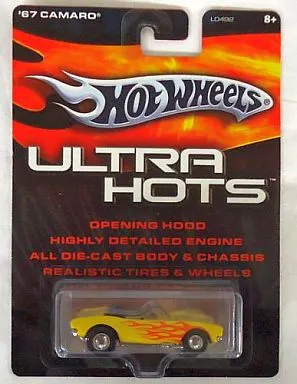 '67 CAMARO®
L0492
8+
HOT WHEELS
ULTRA
HOTS™
OPENING HOOD
HIGHLY DETAILED ENGINE
ALL DIE-CAST BODY & CHASSIS
REALISTIC TIRES & WHEELS